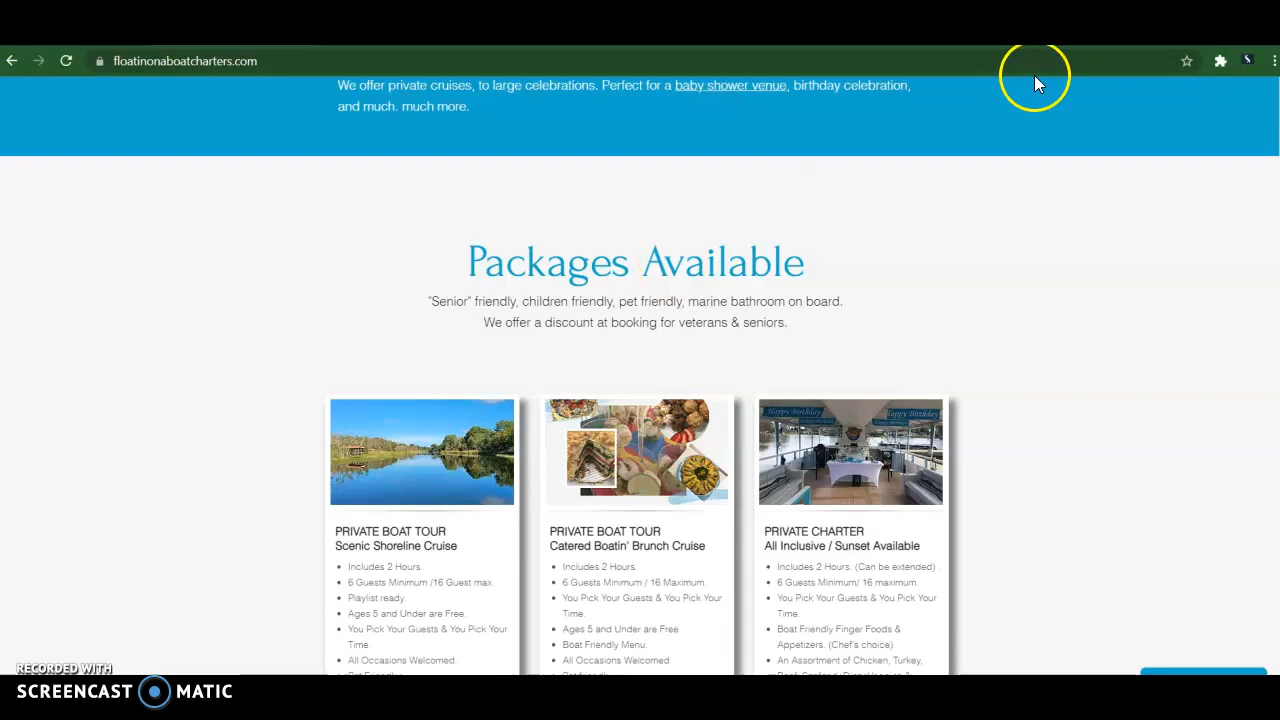 floatinonaboatcharters.com
We offer private cruises, to large celebrations. Perfect for a baby shower venue, birthday celebration,
and much. much more.
Packages Available
"Senior" friendly, children friendly, pet friendly, marine bathroom on board.
We offer a discount at booking for veterans & seniors.
Happy Birthday
Happy Birthday
PRIVATE BOAT TOUR
Scenic Shoreline Cruise
Includes 2 Hours.
6 Guests Minimum /16 Guest max.
Playlist ready.
Ages 5 and Under are Free.
You Pick Your Guests & You Pick Your
Time.
All Occasions Welcomed.
PRIVATE BOAT TOUR
Catered Boatin' Brunch Cruise
Includes 2 Hours.
6 Guests Minimum / 16 Maximum.
You Pick Your Guests & You Pick Your
Time.
Ages 5 and Under are Free
Boat Friendly Menu.
All Occasions Welcomed
PRIVATE CHARTER
All Inclusive / Sunset Available
Includes 2 Hours. (Can be extended) .
6 Guests Minimum/ 16 maximum.
You Pick Your Guests & You Pick Your
Time.
Boat Friendly Finger Foods &
Appetizers. (Chef's choice)
An Assortment of Chicken, Turkey,
RECORDED WITH
SCREENCAST MATIC